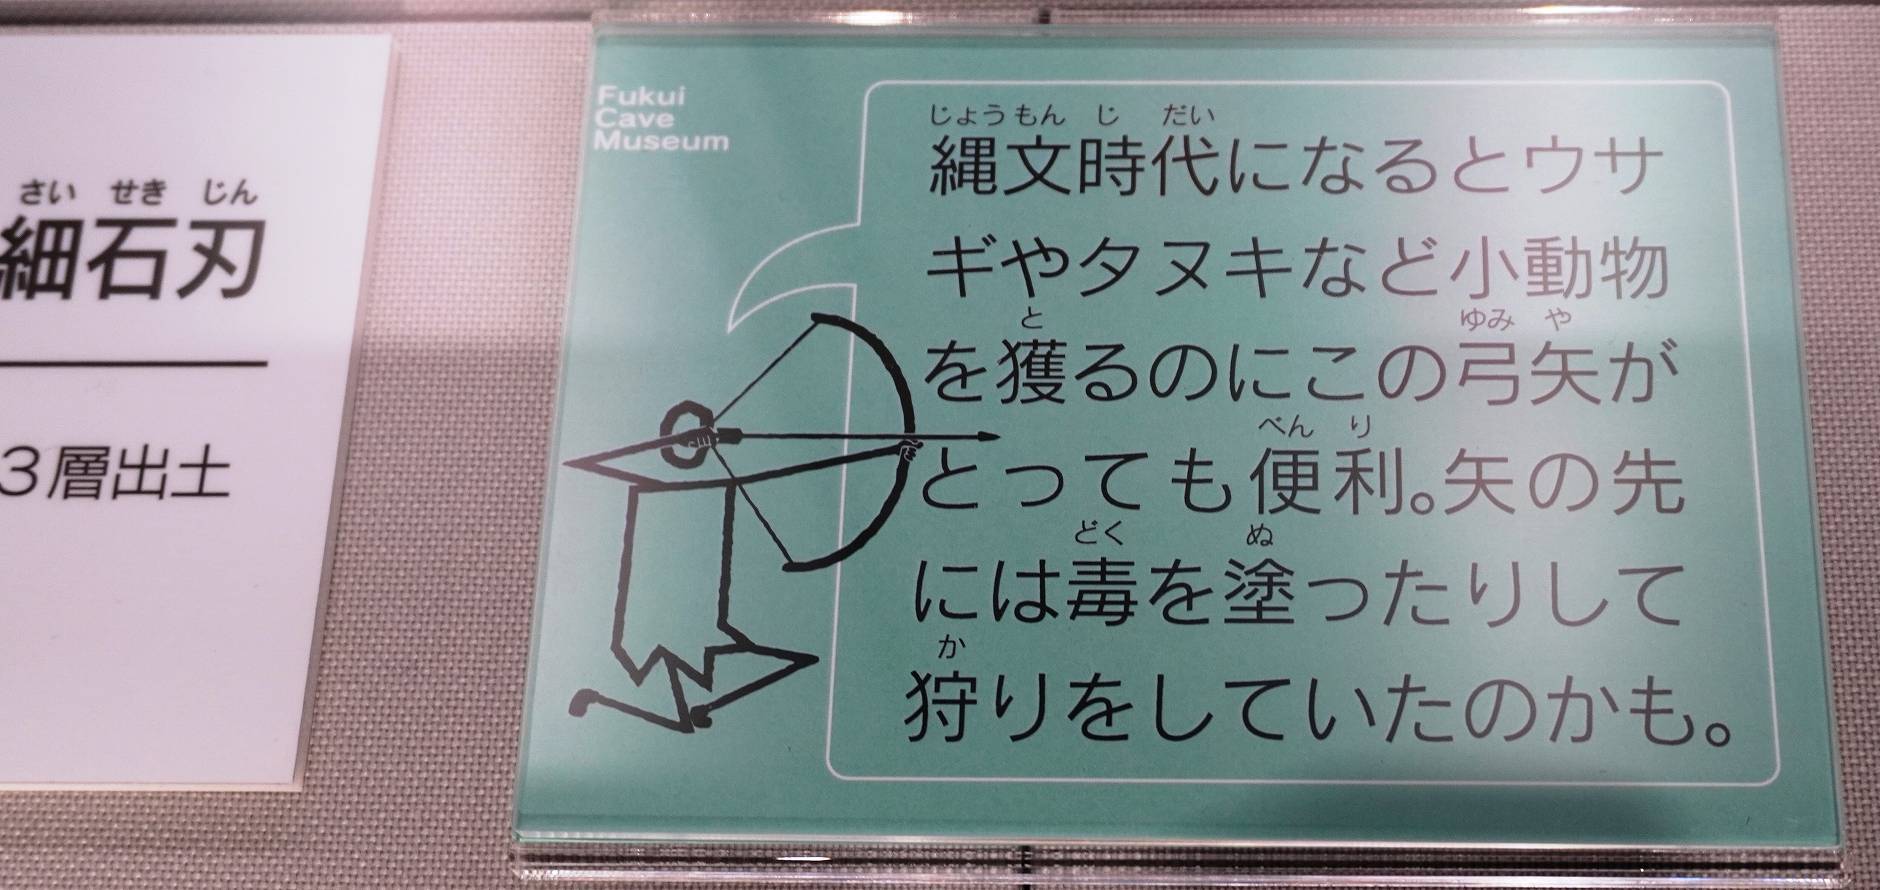 さい せき じん
細石刃
3層出土
Fukui
Cave
Museum
じょうもん じ だい
縄文時代になるとウサ
ギやタヌキなど小動物
と ゆみ や
を獲るのにこの弓矢が
べん り
とっても便利。矢の先
どく ぬ
には毒を塗ったりして
か
狩りをしていたのかも。